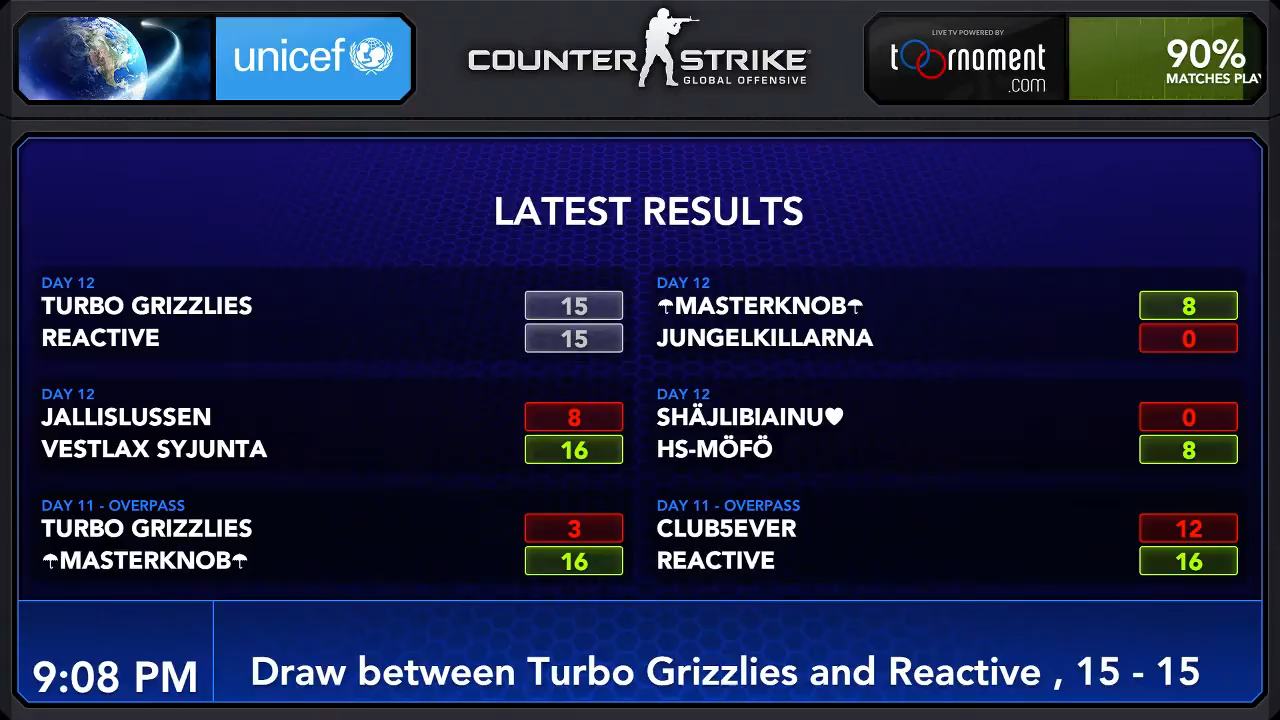 unicef
COUNTER STRIKE
GLOBAL OFFENSIVE
LIVE TV POWERED BY
toornament
.com
90%
MATCHES PLA
LATEST RESULTS
DAY 12
TURBO GRIZZLIES 15
REACTIVE 15
DAY 12
☂MASTERKNOB☂ 8
JUNGELKILLARNA 0
DAY 12
JALLISLUSSEN 8
VESTLAX SYJUNTA 16
DAY 12
SHÄJLIBIAINU♥ 0
HS-MÖFÖ 8
DAY 11 - OVERPASS
TURBO GRIZZLIES 3
☂MASTERKNOB☂ 16
DAY 11 - OVERPASS
CLUB5EVER 12
REACTIVE 16
9:08 PM
Draw between Turbo Grizzlies and Reactive , 15 - 15